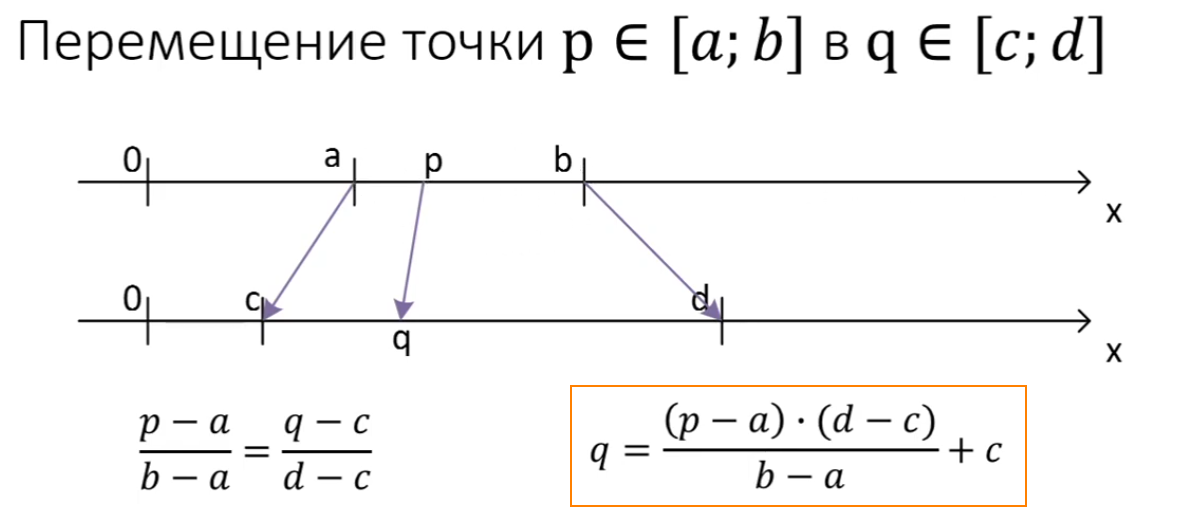 Перемещение точки p ∈ [a; b] в q ∈ [c; d]
0 a p b
x
0 c d
q
x
(p − a)/(b − a) = (q − c)/(d − c)
q = ((p − a) · (d − c))/(b − a) + c